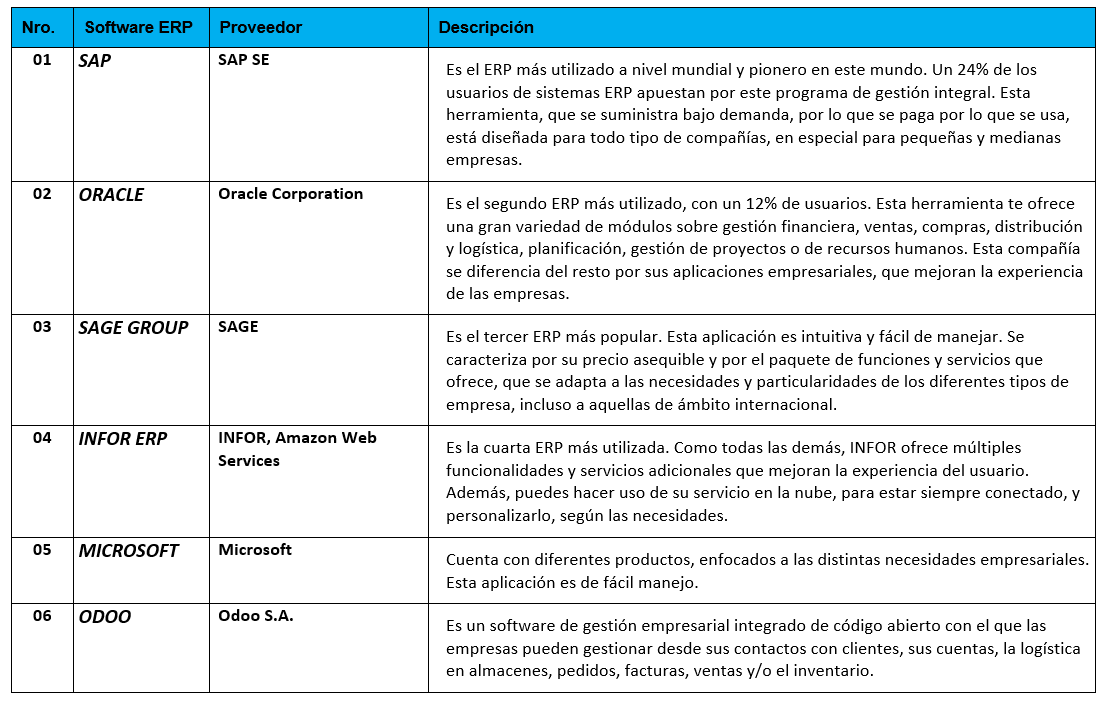 Nro. Software ERP Proveedor Descripción
01 SAP SAP SE
Es el ERP más utilizado a nivel mundial y pionero en este mundo. Un 24% de los
usuarios de sistemas ERP apuestan por este programa de gestión integral. Esta
herramienta, que se suministra bajo demanda, por lo que se paga por lo que se usa,
está diseñada para todo tipo de compañías, en especial para pequeñas y medianas
empresas.
02 ORACLE Oracle Corporation
Es el segundo ERP más utilizado, con un 12% de usuarios. Esta herramienta te ofrece
una gran variedad de módulos sobre gestión financiera, ventas, compras, distribución
y logística, planificación, gestión de proyectos o de recursos humanos. Esta compañía
se diferencia del resto por sus aplicaciones empresariales, que mejoran la experiencia
de las empresas.
03 SAGE GROUP SAGE
Es el tercer ERP más popular. Esta aplicación es intuitiva y fácil de manejar. Se
caracteriza por su precio asequible y por el paquete de funciones y servicios que
ofrece, que se adapta a las necesidades y particularidades de los diferentes tipos de
empresa, incluso a aquellas de ámbito internacional.
04 INFOR ERP INFOR, Amazon Web
Services
Es la cuarta ERP más utilizada. Como todas las demás, INFOR ofrece múltiples
funcionalidades y servicios adicionales que mejoran la experiencia del usuario.
Además, puedes hacer uso de su servicio en la nube, para estar siempre conectado, y
personalizarlo, según las necesidades.
05 MICROSOFT Microsoft
Cuenta con diferentes productos, enfocados a las distintas necesidades empresariales.
Esta aplicación es de fácil manejo.
06 ODOO Odoo S.A.
Es un software de gestión empresarial integrado de código abierto con el que las
empresas pueden gestionar desde sus contactos con clientes, sus cuentas, la logística
en almacenes, pedidos, facturas, ventas y/o el inventario.